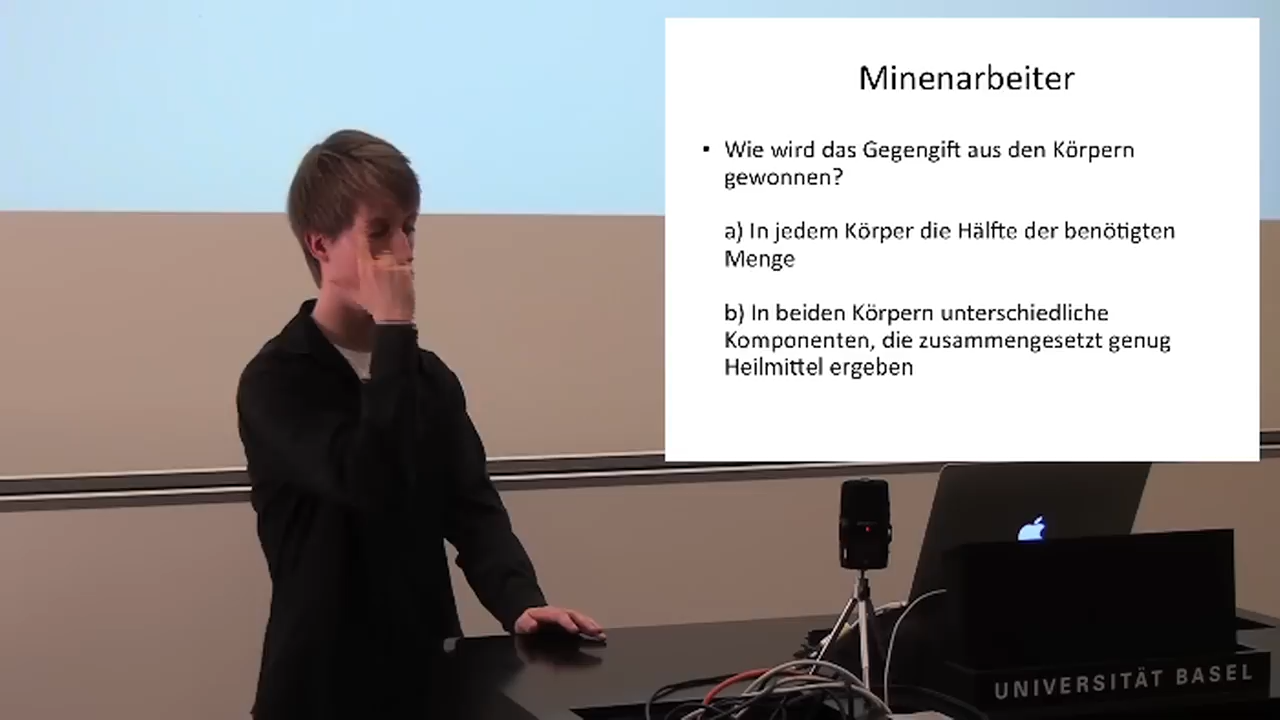 Minenarbeiter
• Wie wird das Gegengift aus den Körpern
gewonnen?
a) In jedem Körper die Hälfte der benötigten
Menge
b) In beiden Körpern unterschiedliche
Komponenten, die zusammengesetzt genug
Heilmittel ergeben
UNIVERSITÄT BASEL